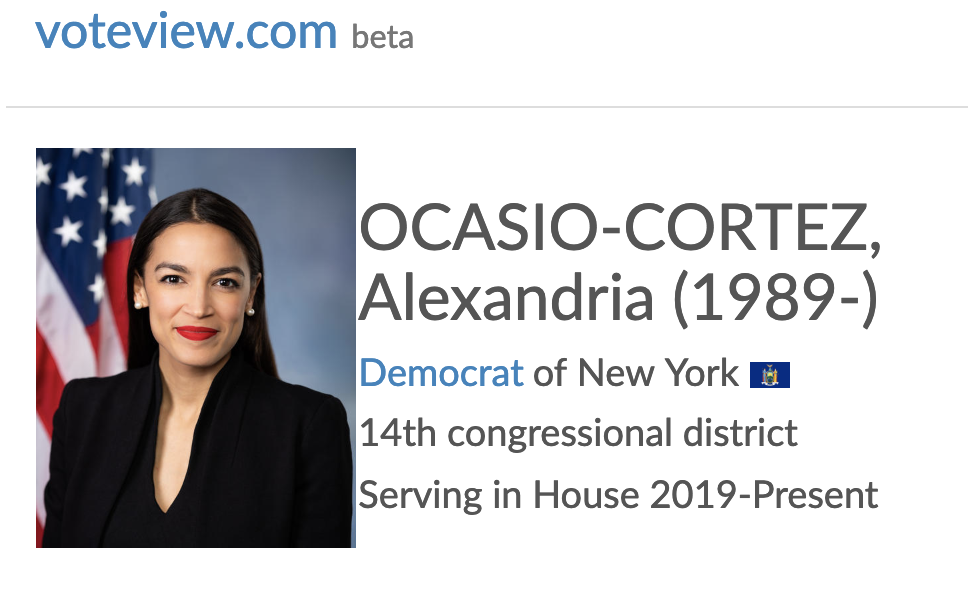 voteview.com beta
OCASIO-CORTEZ,
Alexandria (1989-)
Democrat of New York
14th congressional district
Serving in House 2019-Present